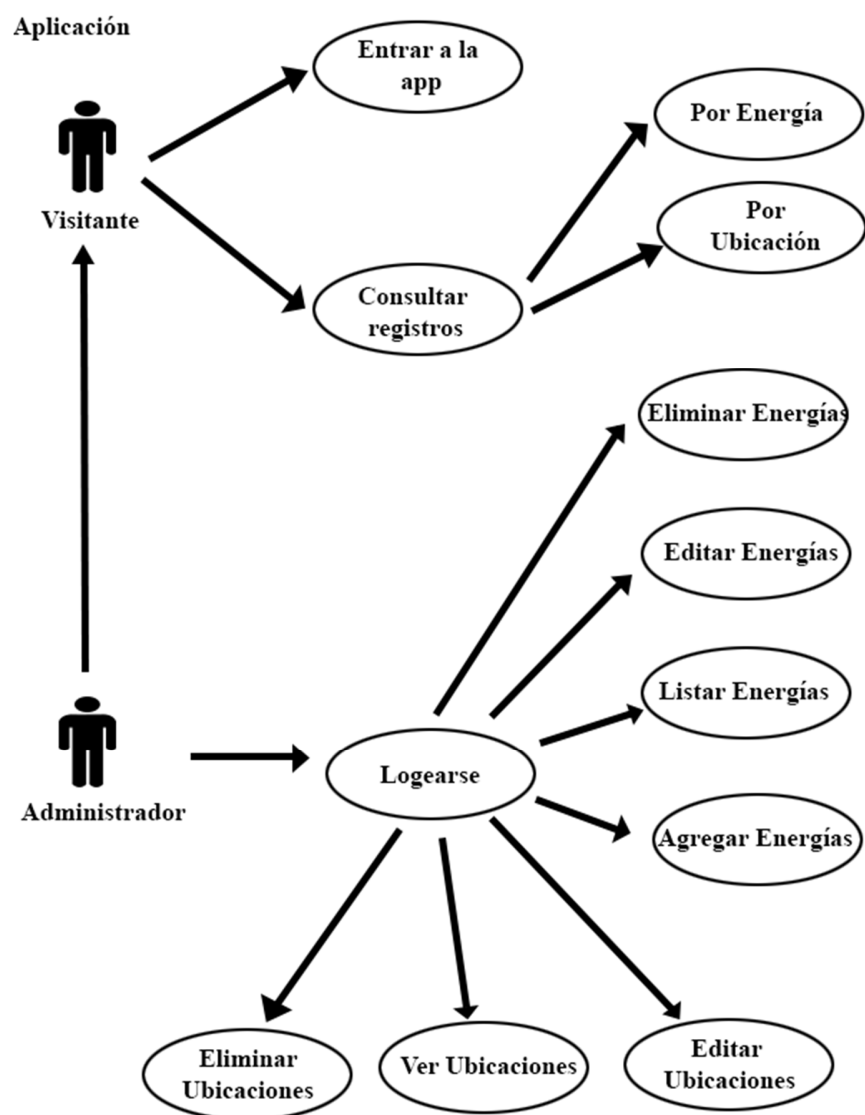 Aplicación
Entrar a la
app
Por Energía
Visitante
Por
Ubicación
Consultar
registros
Eliminar Energías
Editar Energías
Listar Energías
Logearse
Administrador
Agregar Energías
Eliminar
Ubicaciones
Ver Ubicaciones
Editar
Ubicaciones